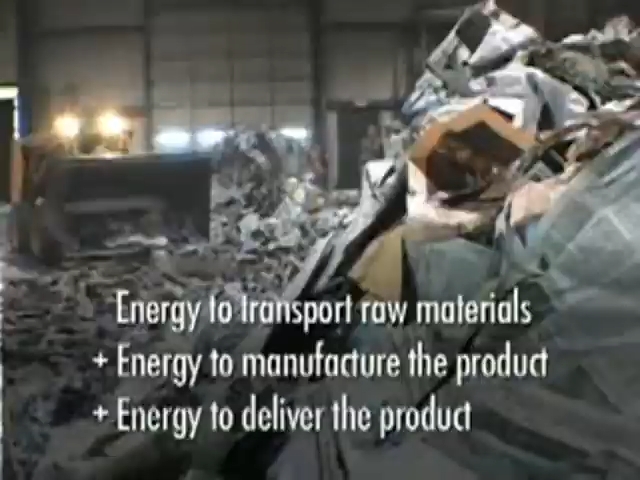 Energy to transport raw materials
+ Energy to manufacture the product
+ Energy to deliver the product